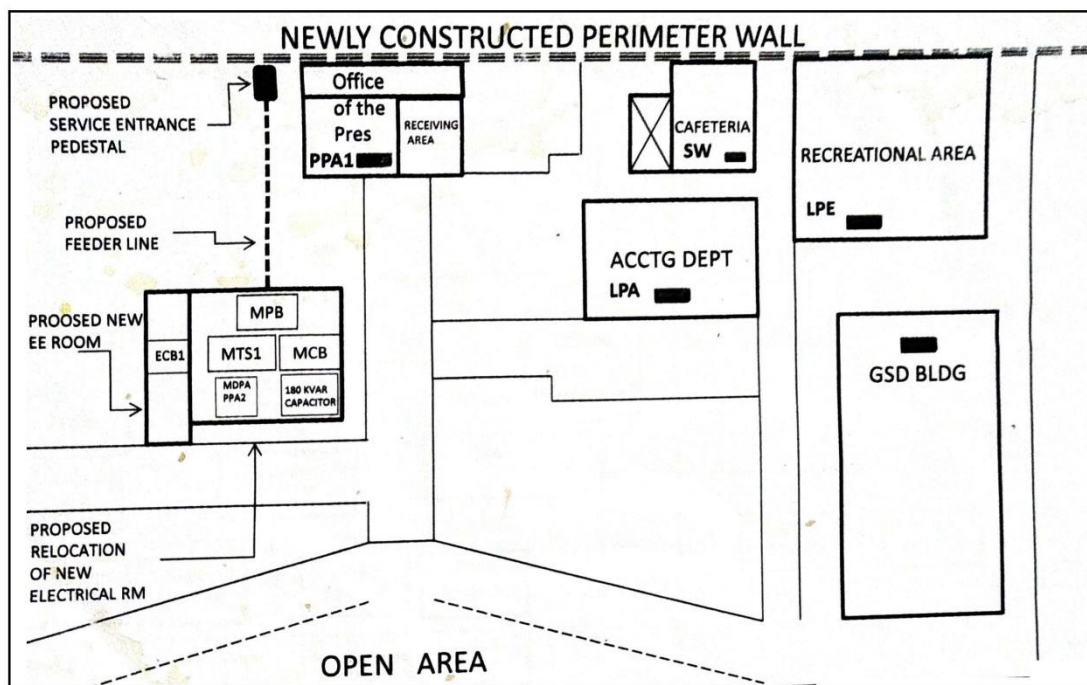 NEWLY CONSTRUCTED PERIMETER WALL
PROPOSED
SERVICE ENTRANCE
PEDESTAL
Office
of the
Pres
PPA1
RECEIVING
AREA
CAFETERIA
SW
RECREATIONAL AREA
LPE
PROPOSED
FEEDER LINE
ACCTG DEPT
LPA
PROOSED NEW
EE ROOM
ECB1
MPB
MTS1
MCB
MDPA
PPA2
180 KVAR
CAPACITOR
GSD BLDG
PROPOSED
RELOCATION
OF NEW
ELECTRICAL RM
OPEN AREA